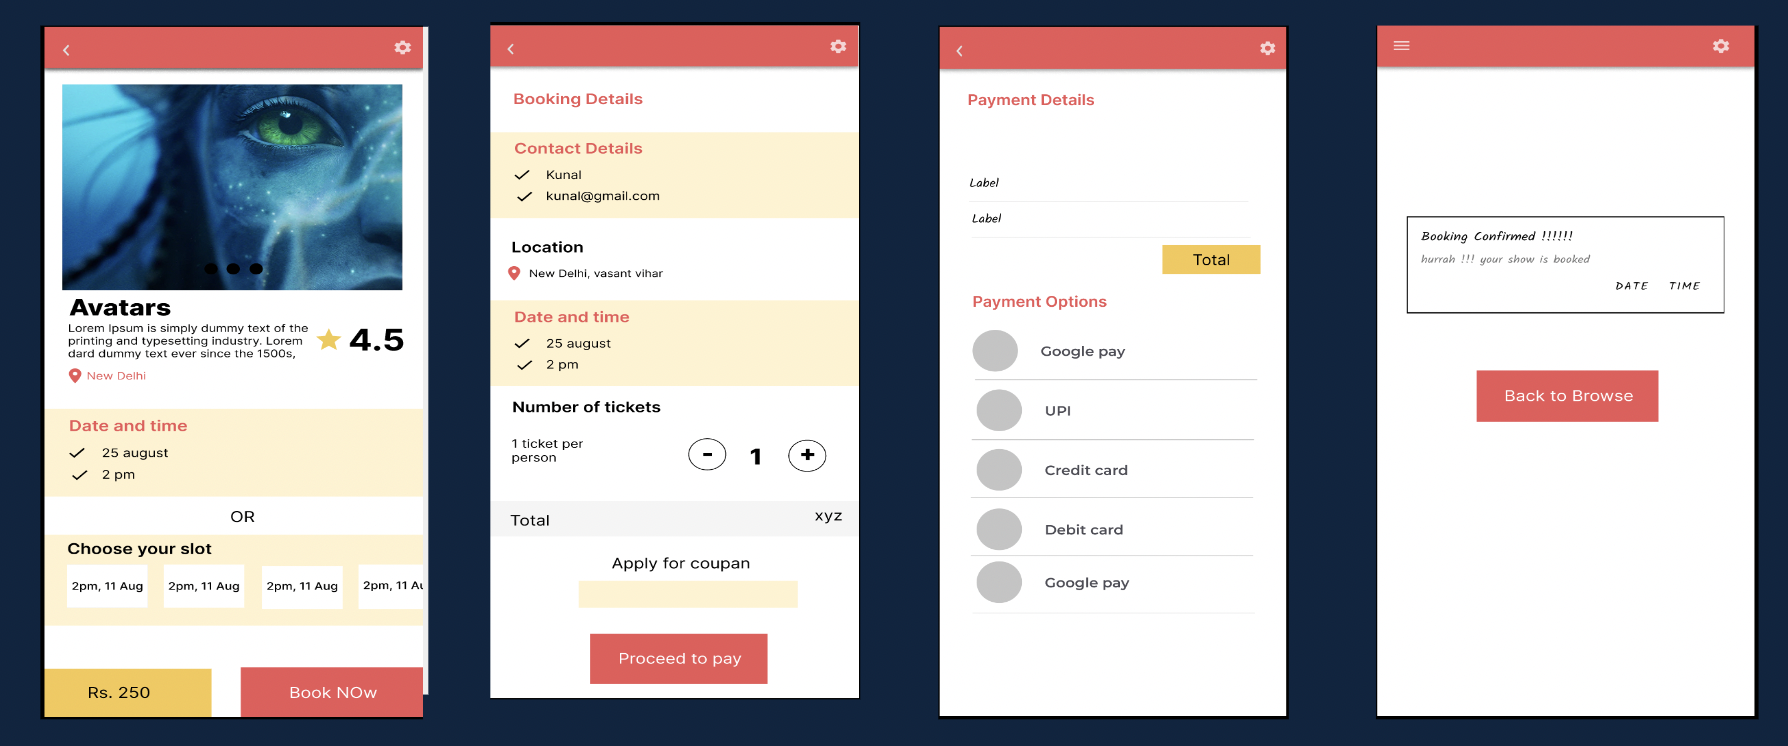 Avatars
Lorem Ipsum is simply dummy text of the
printing and typesetting industry. Lorem
dard dummy text ever since the 1500s,
4.5
New Delhi
Date and time
25 august
2 pm
OR
Choose your slot
2pm, 11 Aug
2pm, 11 Aug
2pm, 11 Aug
2pm, 11 Au
Rs. 250
Book NOw
Booking Details
Contact Details
Kunal
kunal@gmail.com
Location
New Delhi, vasant vihar
Date and time
25 august
2 pm
Number of tickets
1 ticket per
person
- 1 +
Total
xyz
Apply for coupan
Proceed to pay
Payment Details
Label
Label
Total
Payment Options
Google pay
UPI
Credit card
Debit card
Google pay
Booking Confirmed !!!!!!
hurrah !!! your show is booked
DATE TIME
Back to Browse